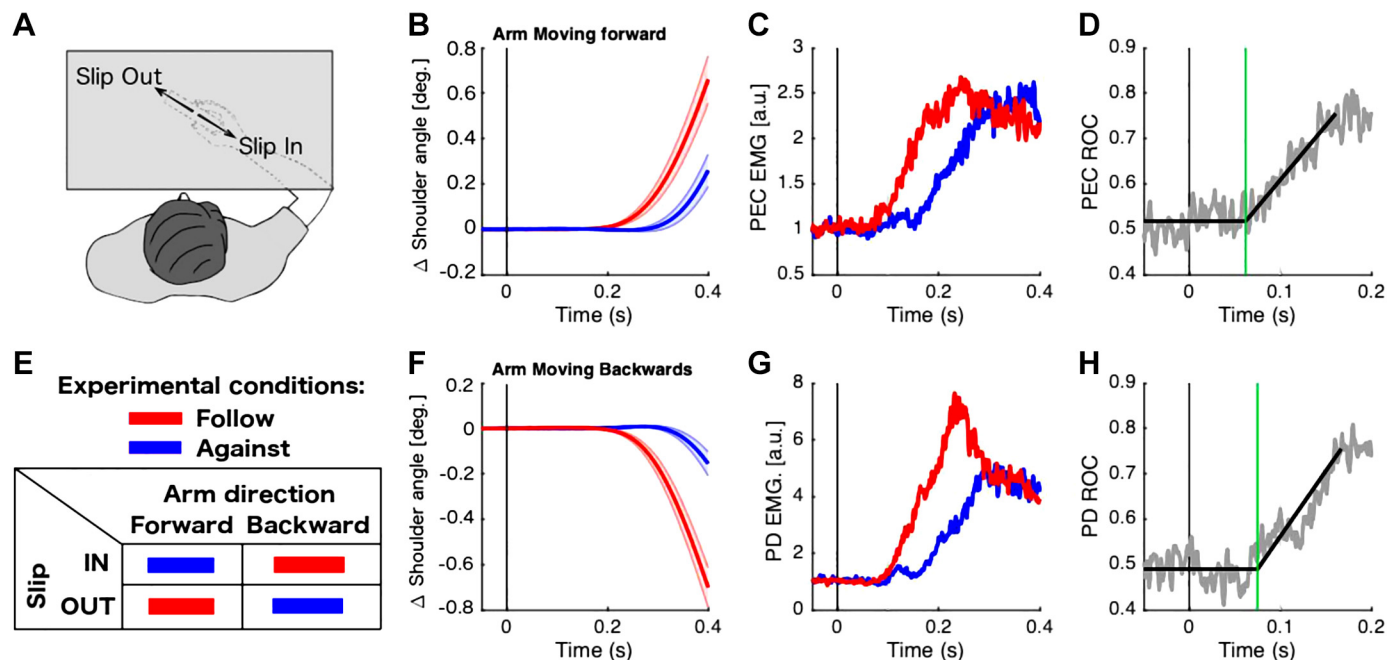 A
Slip Out
Slip In
B
Arm Moving forward
Δ Shoulder angle [deg.]
0.8
0.6
0.4
0.2
0
-0.2
0
0.2
0.4
Time (s)
C
PEC EMG [a.u.]
3
2.5
2
1.5
1
0.5
0
0.2
0.4
Time (s)
D
PEC ROC
0.9
0.8
0.7
0.6
0.5
0.4
0
0.1
0.2
Time (s)
E
Experimental conditions:
Follow
Against
Arm direction
Forward Backward
Slip
IN
OUT
F
Arm Moving Backwards
Δ Shoulder angle [deg.]
0.2
0
-0.2
-0.4
-0.6
-0.8
0
0.2
0.4
Time (s)
G
PD EMG. [a.u.]
8
6
4
2
0
0
0.2
0.4
Time (s)
H
PD ROC
0.9
0.8
0.7
0.6
0.5
0.4
0
0.1
0.2
Time (s)